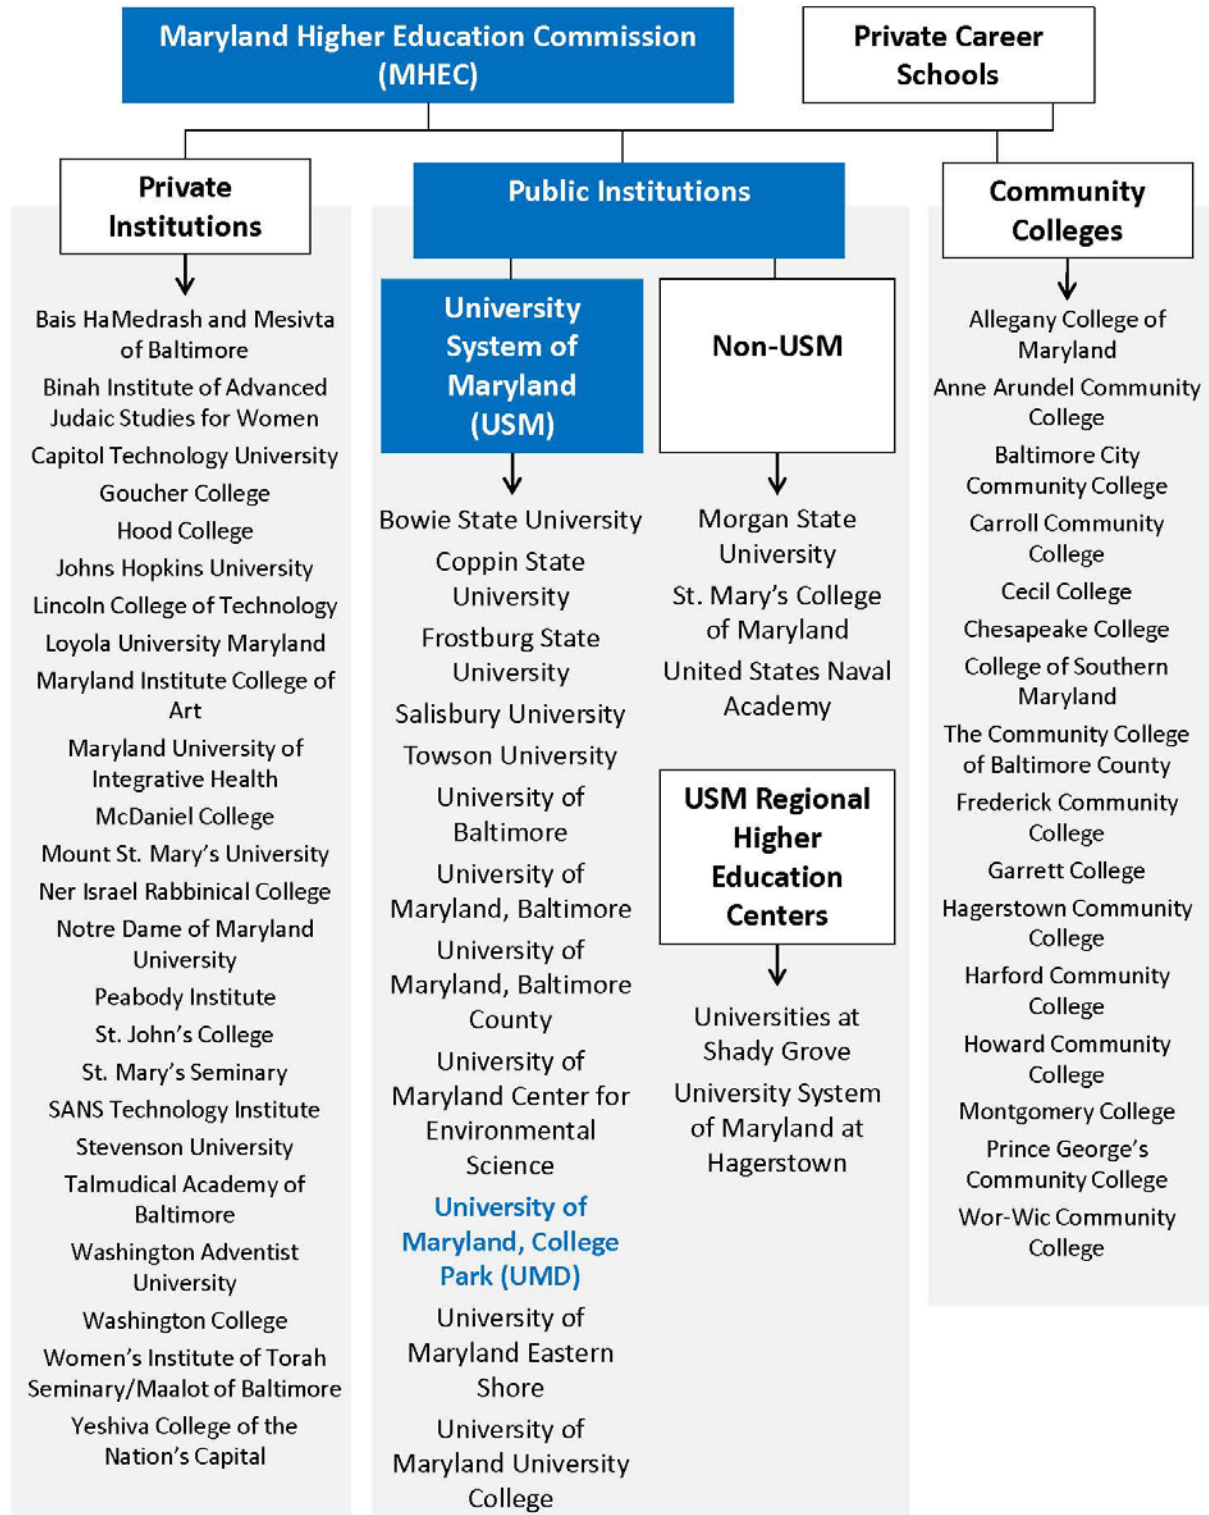 Maryland Higher Education Commission
(MHEC)
Private Career
Schools
Private
Institutions
Bais HaMedrash and Mesivta
of Baltimore
Binah Institute of Advanced
Judaic Studies for Women
Capitol Technology University
Goucher College
Hood College
Johns Hopkins University
Lincoln College of Technology
Loyola University Maryland
Maryland Institute College of
Art
Maryland University of
Integrative Health
McDaniel College
Mount St. Mary's University
Ner Israel Rabbinical College
Notre Dame of Maryland
University
Peabody Institute
St. John's College
St. Mary's Seminary
SANS Technology Institute
Stevenson University
Talmudical Academy of
Baltimore
Washington Adventist
University
Washington College
Women's Institute of Torah
Seminary/Maalot of Baltimore
Yeshiva College of the
Nation's Capital
Public Institutions
University
System of
Maryland
(USM)
Bowie State University
Coppin State
University
Frostburg State
University
Salisbury University
Towson University
University of
Baltimore
University of
Maryland, Baltimore
University of
Maryland, Baltimore
County
University of
Maryland Center for
Environmental
Science
University of
Maryland, College
Park (UMD)
University of
Maryland Eastern
Shore
University of
Maryland University
College
Non-USM
Morgan State
University
St. Mary's College
of Maryland
United States Naval
Academy
USM Regional
Higher
Education
Centers
Universities at
Shady Grove
University System
of Maryland at
Hagerstown
Community
Colleges
Allegany College of
Maryland
Anne Arundel Community
College
Baltimore City
Community College
Carroll Community
College
Cecil College
Chesapeake College
College of Southern
Maryland
The Community College
of Baltimore County
Frederick Community
College
Garrett College
Hagerstown Community
College
Harford Community
College
Howard Community
College
Montgomery College
Prince George's
Community College
Wor-Wic Community
College